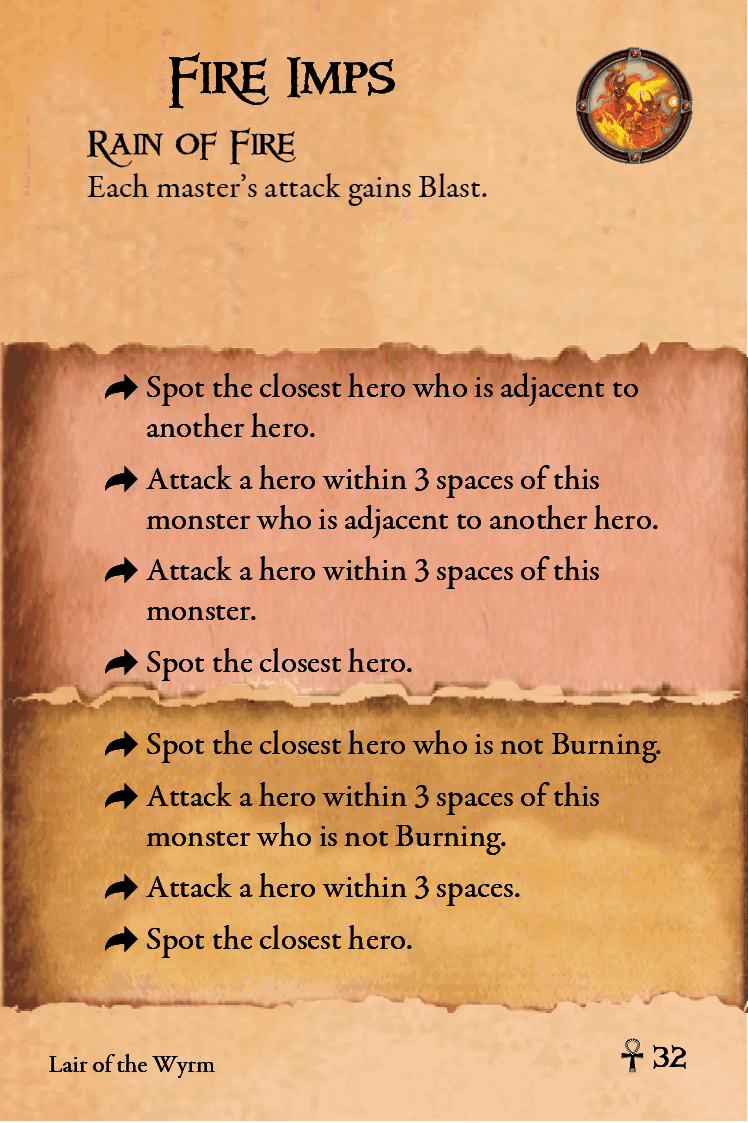 Fire Imps
Rain of Fire
Each master's attack gains Blast.
Spot the closest hero who is adjacent to
another hero.
Attack a hero within 3 spaces of this
monster who is adjacent to another hero.
Attack a hero within 3 spaces of this
monster.
Spot the closest hero.
Spot the closest hero who is not Burning.
Attack a hero within 3 spaces of this
monster who is not Burning.
Attack a hero within 3 spaces.
Spot the closest hero.
Lair of the Wyrm
32